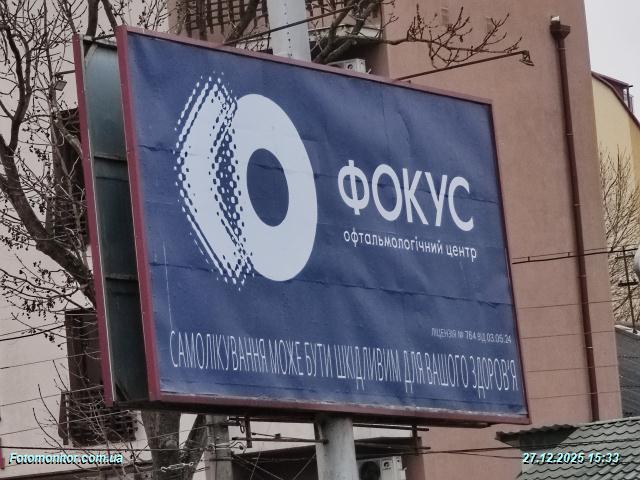 ФОКУС
офтальмологічний центр
ЛІЦЕНЗІЯ № 764 ВІД 03.05.24
САМОЛІКУВАННЯ МОЖЕ БУТИ ШКІДЛИВИМ ДЛЯ ВАШОГО ЗДОРОВ'Я
Fotomonitor.com.ua
27.12.2025 15:33